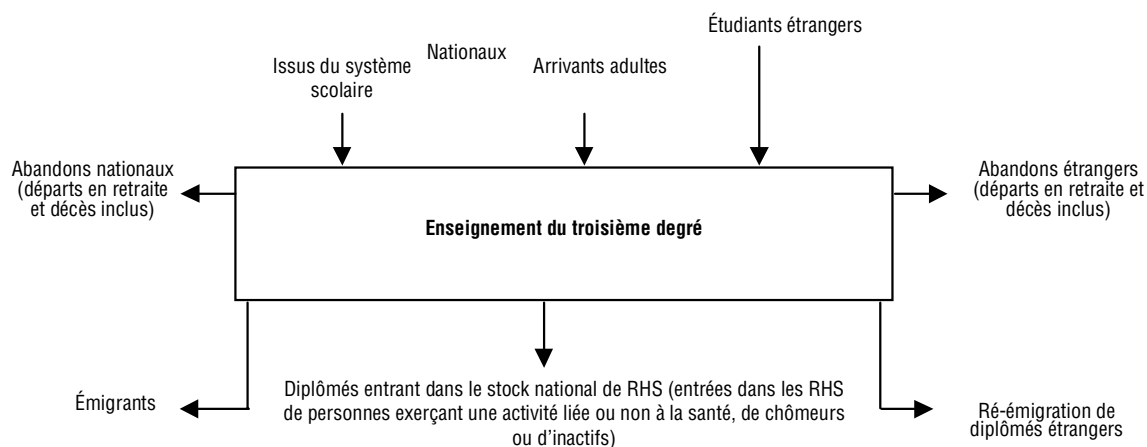 Étudiants étrangers
Nationaux
Issus du système
scolaire
Arrivants adultes
Abandons nationaux
(départs en retraite
et décès inclus)
Abandons étrangers
(départs en retraite et
décès inclus)
Enseignement du troisième degré
Émigrants
Diplômés entrant dans le stock national de RHS (entrées dans les RHS
de personnes exerçant une activité liée ou non à la santé, de chômeurs
ou d'inactifs)
Ré-émigration de
diplômés étrangers